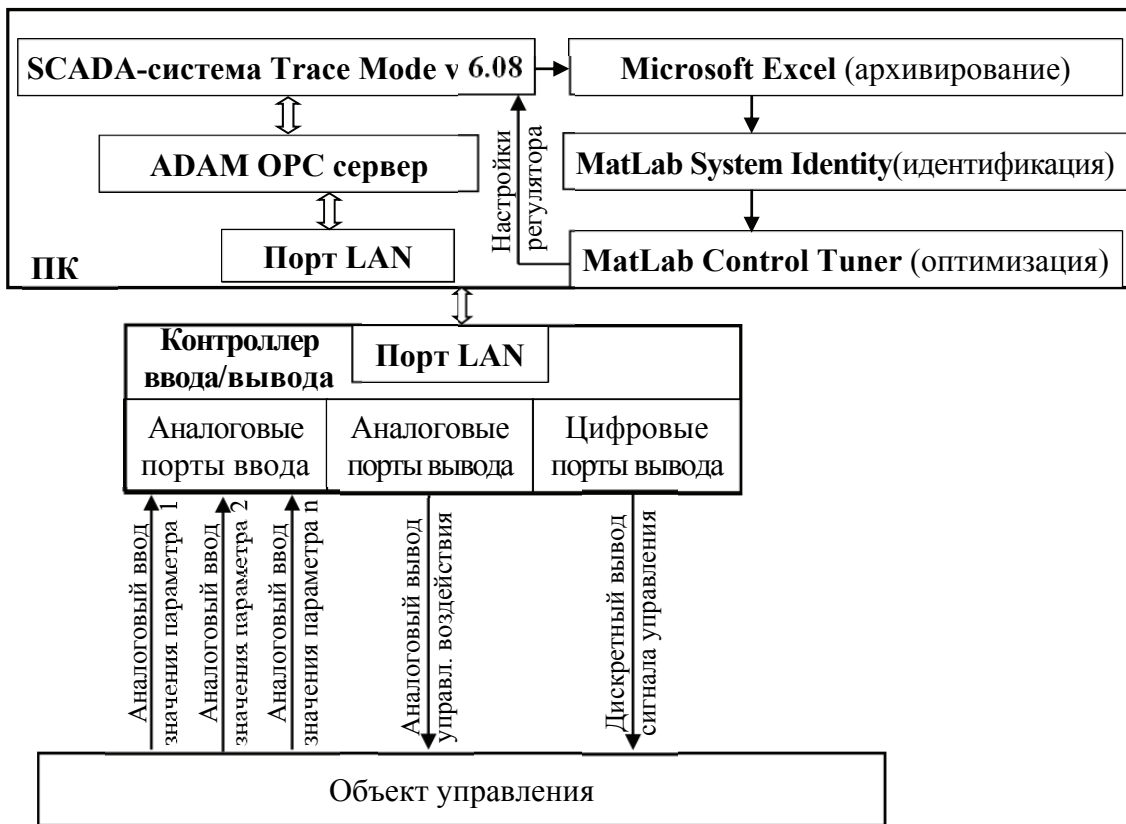 SCADA-система Trace Mode v 6.08
Microsoft Excel (архивирование)
ADAM OPC сервер
MatLab System Identity(идентификация)
Настройки
регулятора
Порт LAN
MatLab Control Tuner (оптимизация)
ПК
Контроллер
ввода/вывода
Порт LAN
Аналоговые
порты ввода
Аналоговые
порты вывода
Цифровые
порты вывода
Аналоговый ввод
значения параметра 1
Аналоговый ввод
значения параметра 2
Аналоговый ввод
значения параметра n
Аналоговый вывод
управл. воздействия
Дискретный вывод
сигнала управления
Объект управления